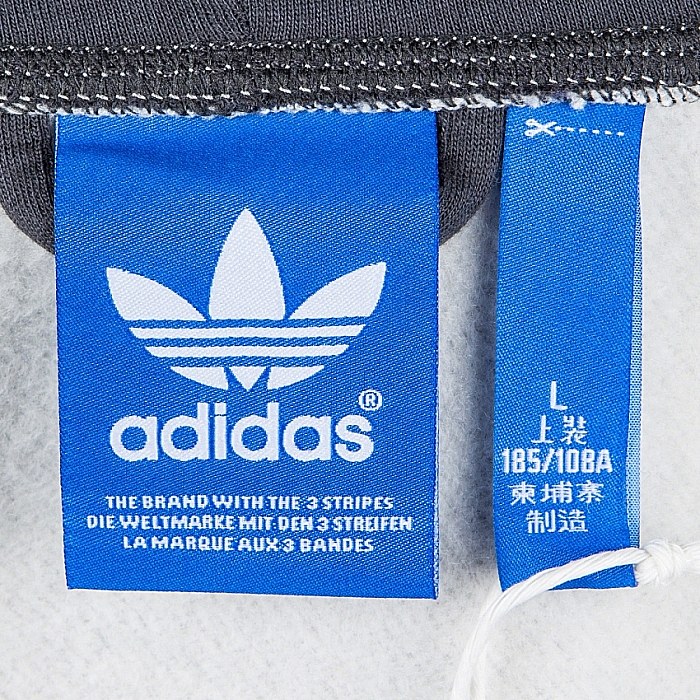 adidas®
THE BRAND WITH THE 3 STRIPES
DIE WELTMARKE MIT DEN 3 STREIFEN
LA MARQUE AUX 3 BANDES
L
上装
185/108A
柬埔寨
制造